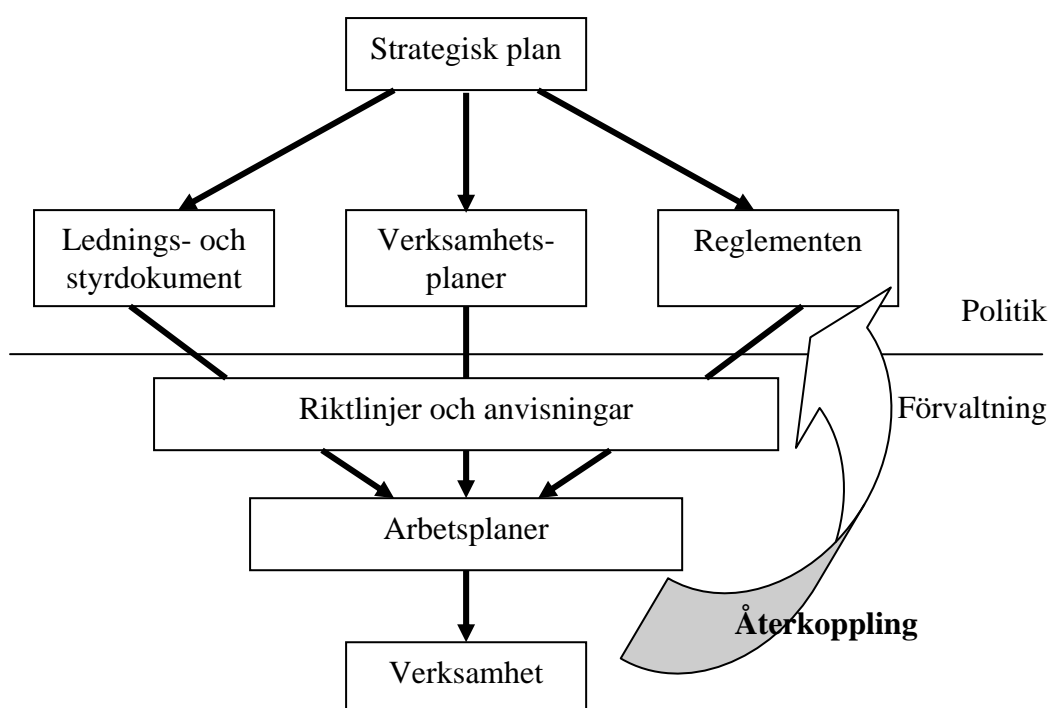 Strategisk plan
Lednings- och
styrdokument
Verksamhets-
planer
Reglementen
Politik
Riktlinjer och anvisningar
Förvaltning
Arbetsplaner
Återkoppling
Verksamhet